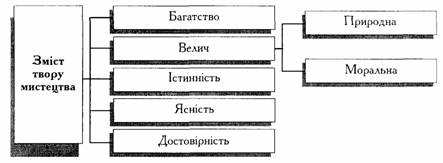 Зміст
твору
мистецтва
Багатство
Велич
Істинність
Ясність
Достовірність
Природна
Моральна